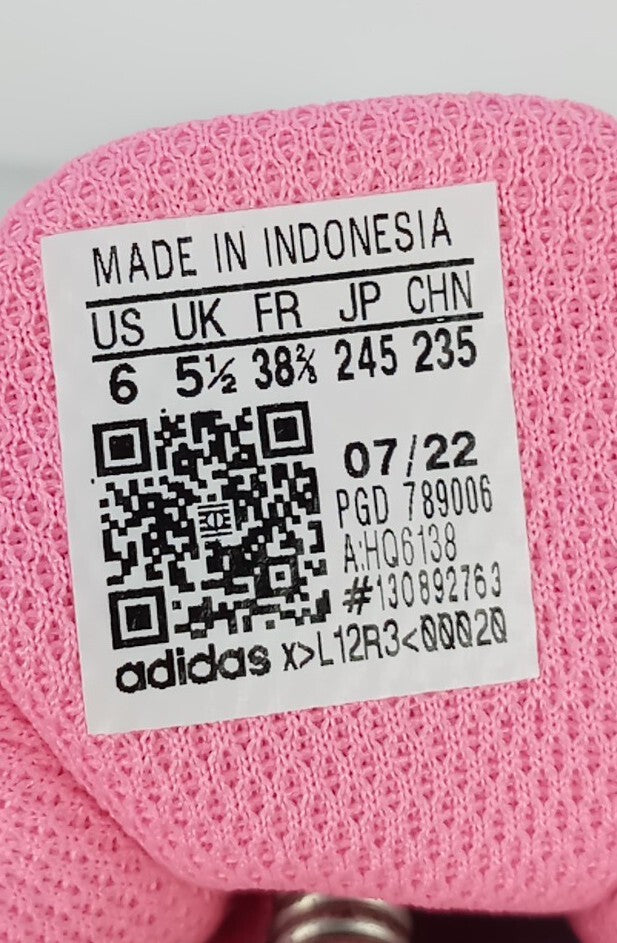 MADE IN INDONESIA
US UK FR JP CHN
6 5½ 38⅔ 245 235
07/22
PGD 789006
A:HQ6138
#130892763
adidas X>L12R3<00020